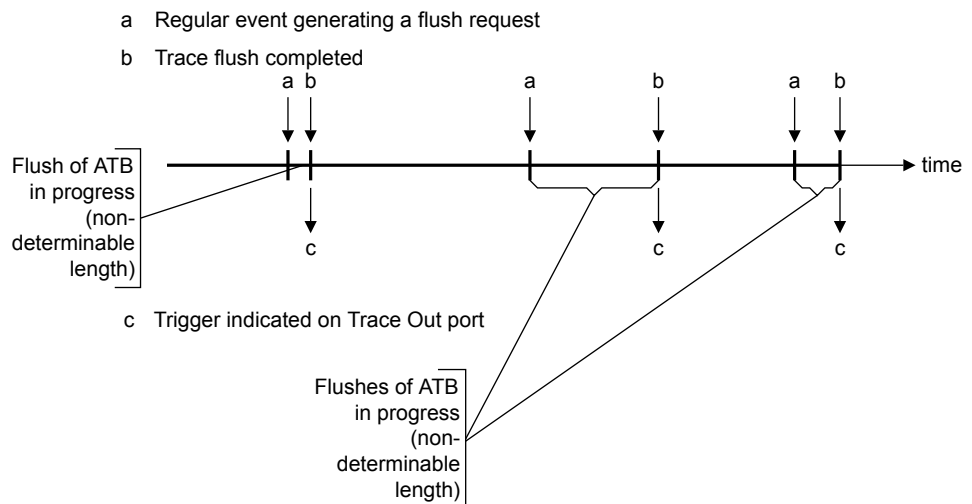 a Regular event generating a flush request
b Trace flush completed
a b a b a b
Flush of ATB
in progress
(non-
determinable
length)
time
c c c
c Trigger indicated on Trace Out port
Flushes of ATB
in progress
(non-
determinable
length)